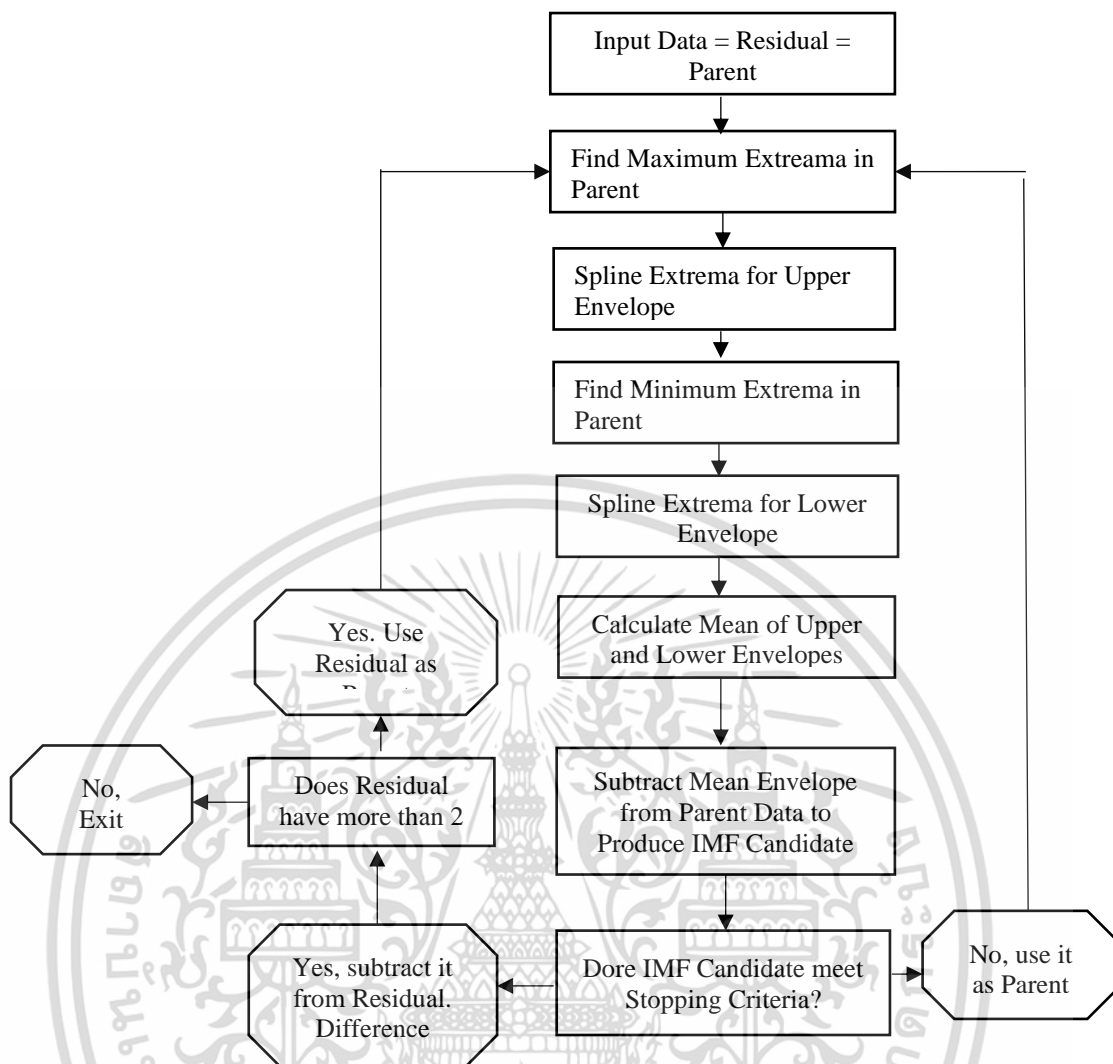 Input Data = Residual =
Parent
Find Maximum Extreama in
Parent
Spline Extrema for Upper
Envelope
Find Minimum Extrema in
Parent
Spline Extrema for Lower
Envelope
Calculate Mean of Upper
and Lower Envelopes
Subtract Mean Envelope
from Parent Data to
Produce IMF Candidate
Dore IMF Candidate meet
Stopping Criteria?
No, use it
as Parent
Yes, subtract it
from Residual.
Difference
Does Residual
have more than 2
No,
Exit
Yes. Use
Residual as